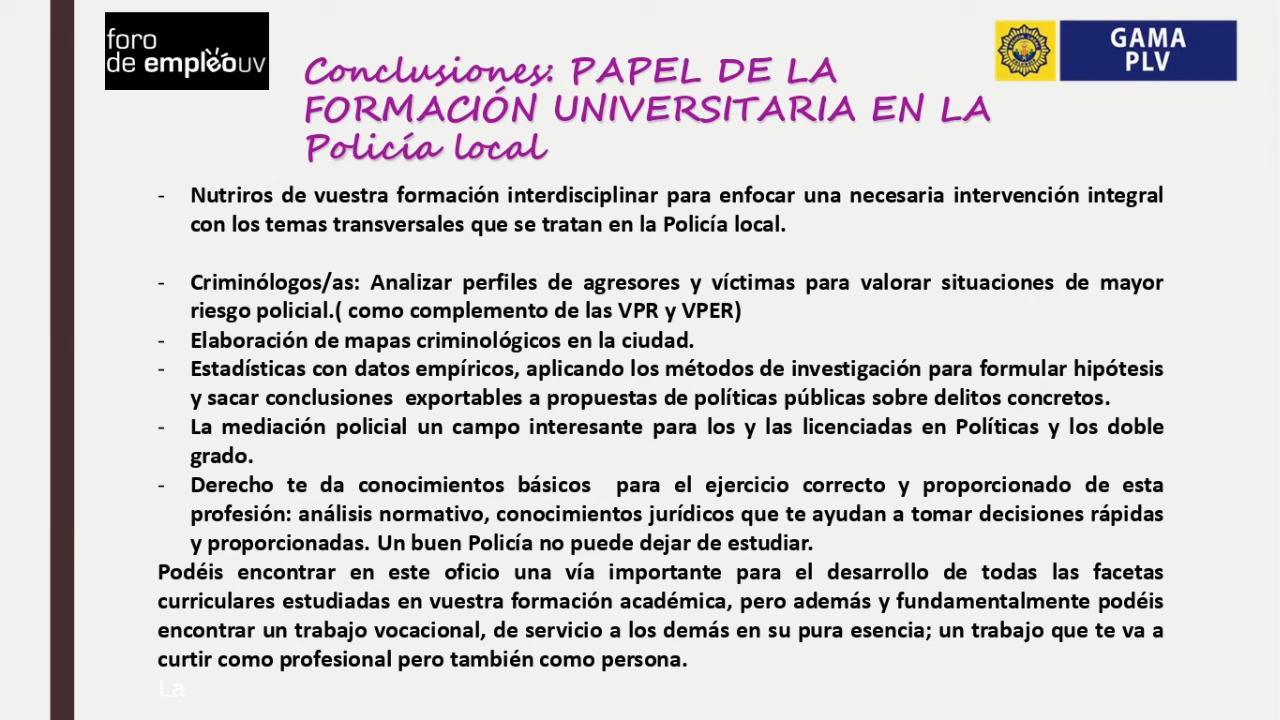 foro
de empleouv
GAMA
PLV
Conclusiones: PAPEL DE LA
FORMACIÓN UNIVERSITARIA EN LA
Policía local
- Nutriros de vuestra formación interdisciplinar para enfocar una necesaria intervención integral
con los temas transversales que se tratan en la Policía local.
- Criminólogos/as: Analizar perfiles de agresores y víctimas para valorar situaciones de mayor
riesgo policial.( como complemento de las VPR y VPER)
- Elaboración de mapas criminológicos en la ciudad.
- Estadísticas con datos empíricos, aplicando los métodos de investigación para formular hipótesis
y sacar conclusiones  exportables a propuestas de políticas públicas sobre delitos concretos.
- La mediación policial un campo interesante para los y las licenciadas en Políticas y los doble
grado.
- Derecho te da conocimientos básicos  para el ejercicio correcto y proporcionado de esta
profesión: análisis normativo, conocimientos jurídicos que te ayudan a tomar decisiones rápidas
y proporcionadas. Un buen Policía no puede dejar de estudiar.
Podéis encontrar en este oficio una vía importante para el desarrollo de todas las facetas
curriculares estudiadas en vuestra formación académica, pero además y fundamentalmente podéis
encontrar un trabajo vocacional, de servicio a los demás en su pura esencia; un trabajo que te va a
curtir como profesional pero también como persona.
La